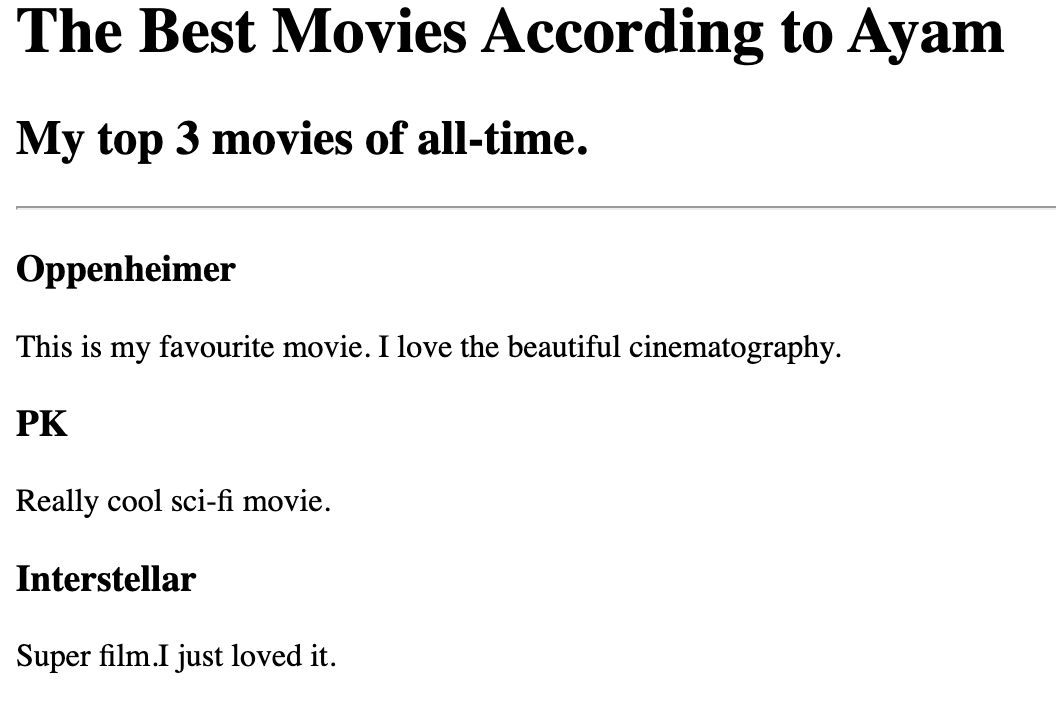 The Best Movies According to Ayam
My top 3 movies of all-time.
Oppenheimer
This is my favourite movie. I love the beautiful cinematography.
PK
Really cool sci-fi movie.
Interstellar
Super film.I just loved it.